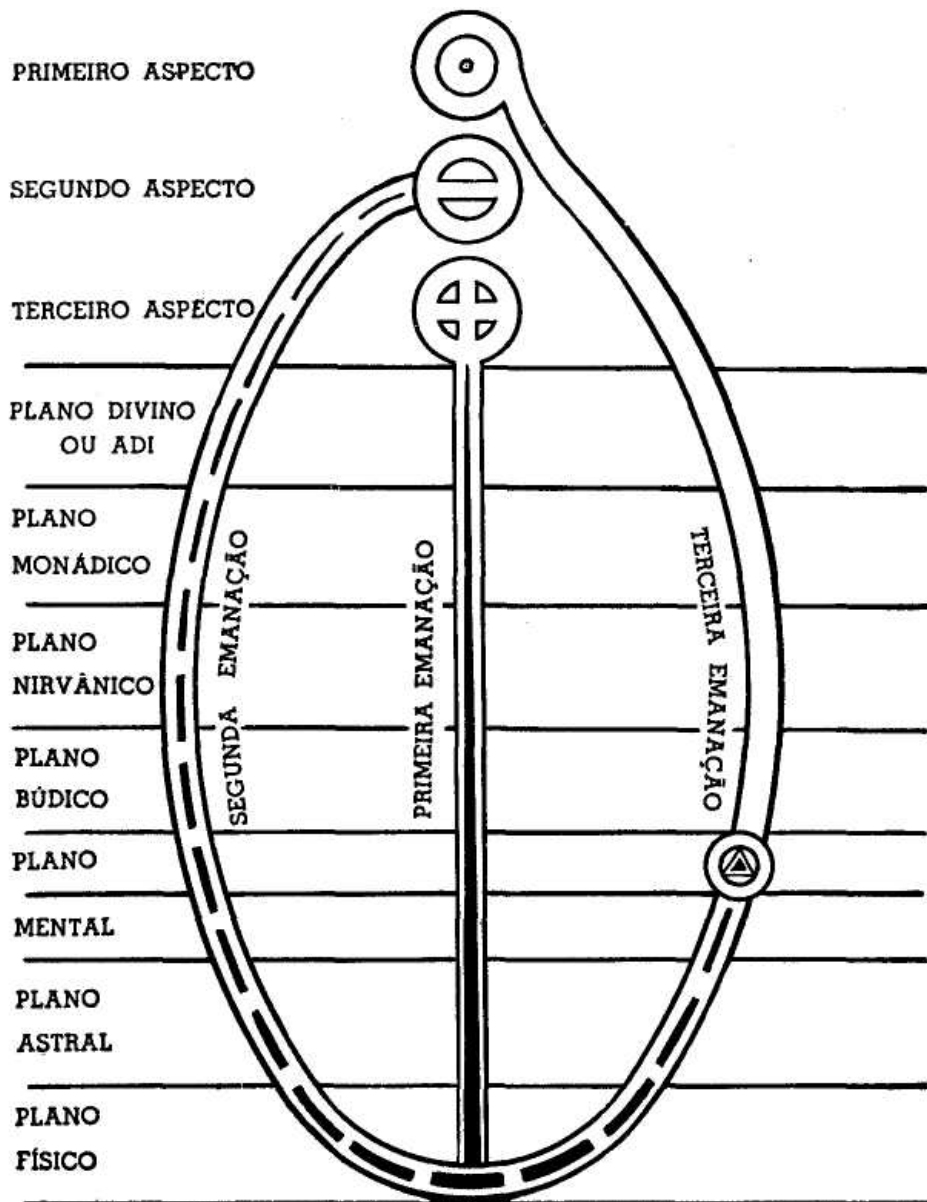 PRIMEIRO ASPECTO
SEGUNDO ASPECTO
TERCEIRO ASPECTO
PLANO DIVINO
OU ADI
PLANO
MONÁDICO
PLANO
NIRVÂNICO
PLANO
BÚDICO
PLANO
MENTAL
PLANO
ASTRAL
PLANO
FÍSICO
SEGUNDA EMANAÇÃO
PRIMEIRA EMANAÇÃO
TERCEIRA EMANAÇÃO